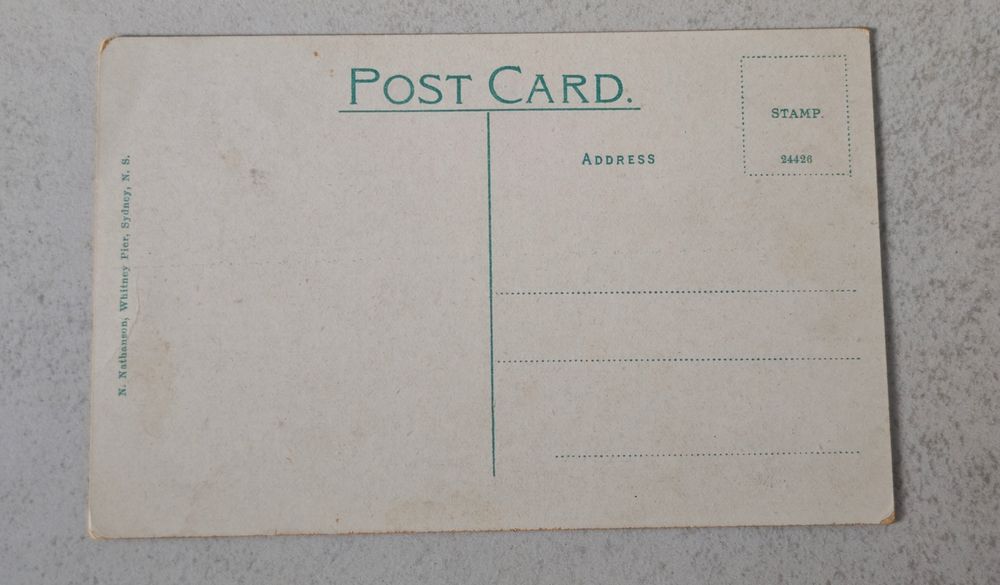 POST CARD.
STAMP.
24426
ADDRESS
N. Nathanson, Whitney Pier, Sydney, N. S.